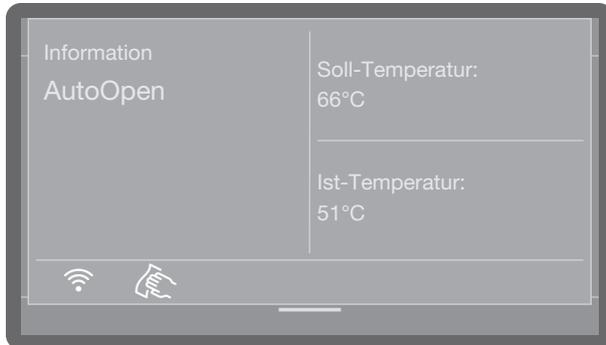 Information
AutoOpen
Soll-Temperatur:
66°C
Ist-Temperatur:
51°C